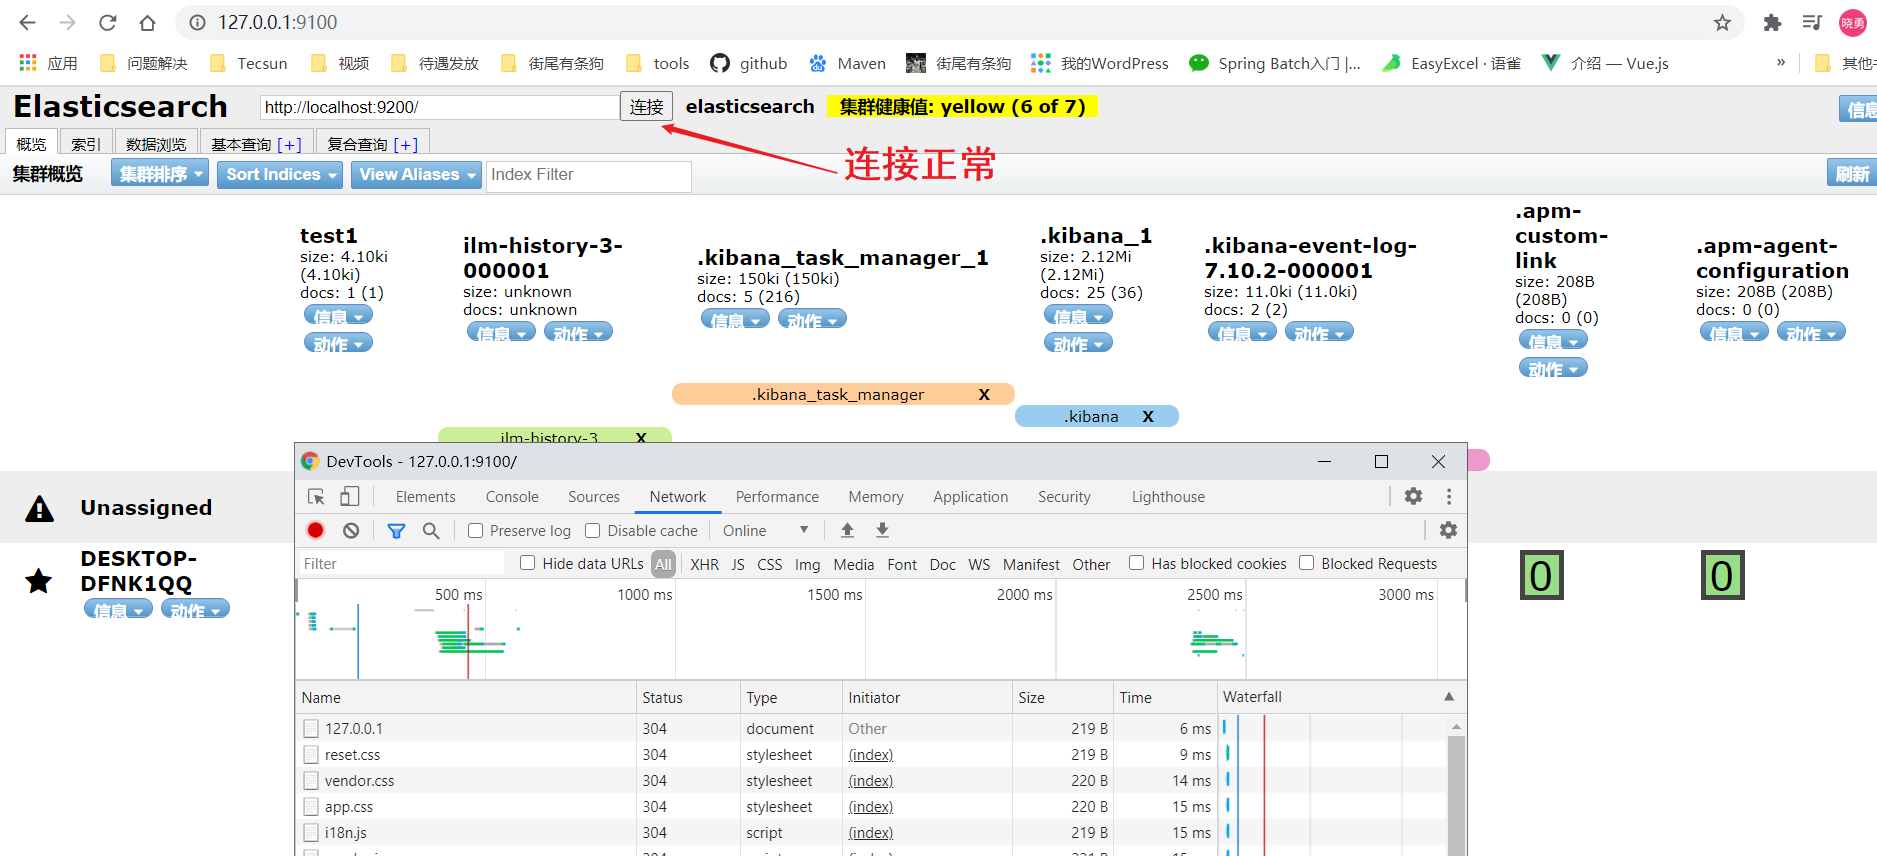 127.0.0.1:9100
晓勇
应用 问题解决 Tecsun 视频 待遇发放 街尾有条狗 tools github Maven 街尾有条狗 我的WordPress Spring Batch入门 |... EasyExcel · 语雀 介绍 — Vue.js »
Elasticsearch http://localhost:9200/ 连接 elasticsearch 集群健康值: yellow (6 of 7) 信息
概览 索引 数据浏览 基本查询 [+] 复合查询 [+]
连接正常
集群概览 集群排序 Sort Indices View Aliases Index Filter 刷新
test1
size: 4.10ki
(4.10ki)
docs: 1 (1)
信息
动作
ilm-history-3-
000001
size: unknown
docs: unknown
信息 动作
.kibana_task_manager_1
size: 150ki (150ki)
docs: 5 (216)
信息 动作
.kibana_1
size: 2.12Mi
(2.12Mi)
docs: 25 (36)
信息
动作
.kibana-event-log-
7.10.2-000001
size: 11.0ki (11.0ki)
docs: 2 (2)
信息 动作
.apm-
custom-
link
size: 208B
(208B)
docs: 0 (0)
信息
动作
.apm-agent-
configuration
size: 208B (208B)
docs: 0 (0)
信息 动作
.kibana_task_manager X
.kibana X
ilm-history-3 X
Unassigned
DESKTOP-
DFNK1QQ
信息 动作
0 0
DevTools - 127.0.0.1:9100/
Elements Console Sources Network Performance Memory Application Security Lighthouse
Preserve log Disable cache Online
Filter Hide data URLs All XHR JS CSS Img Media Font Doc WS Manifest Other Has blocked cookies Blocked Requests
500 ms 1000 ms 1500 ms 2000 ms 2500 ms 3000 ms
Name Status Type Initiator Size Time Waterfall
127.0.0.1 304 document Other 219 B 6 ms
reset.css 304 stylesheet (index) 219 B 9 ms
vendor.css 304 stylesheet (index) 220 B 14 ms
app.css 304 stylesheet (index) 220 B 15 ms
i18n.js 304 script (index) 219 B 15 ms